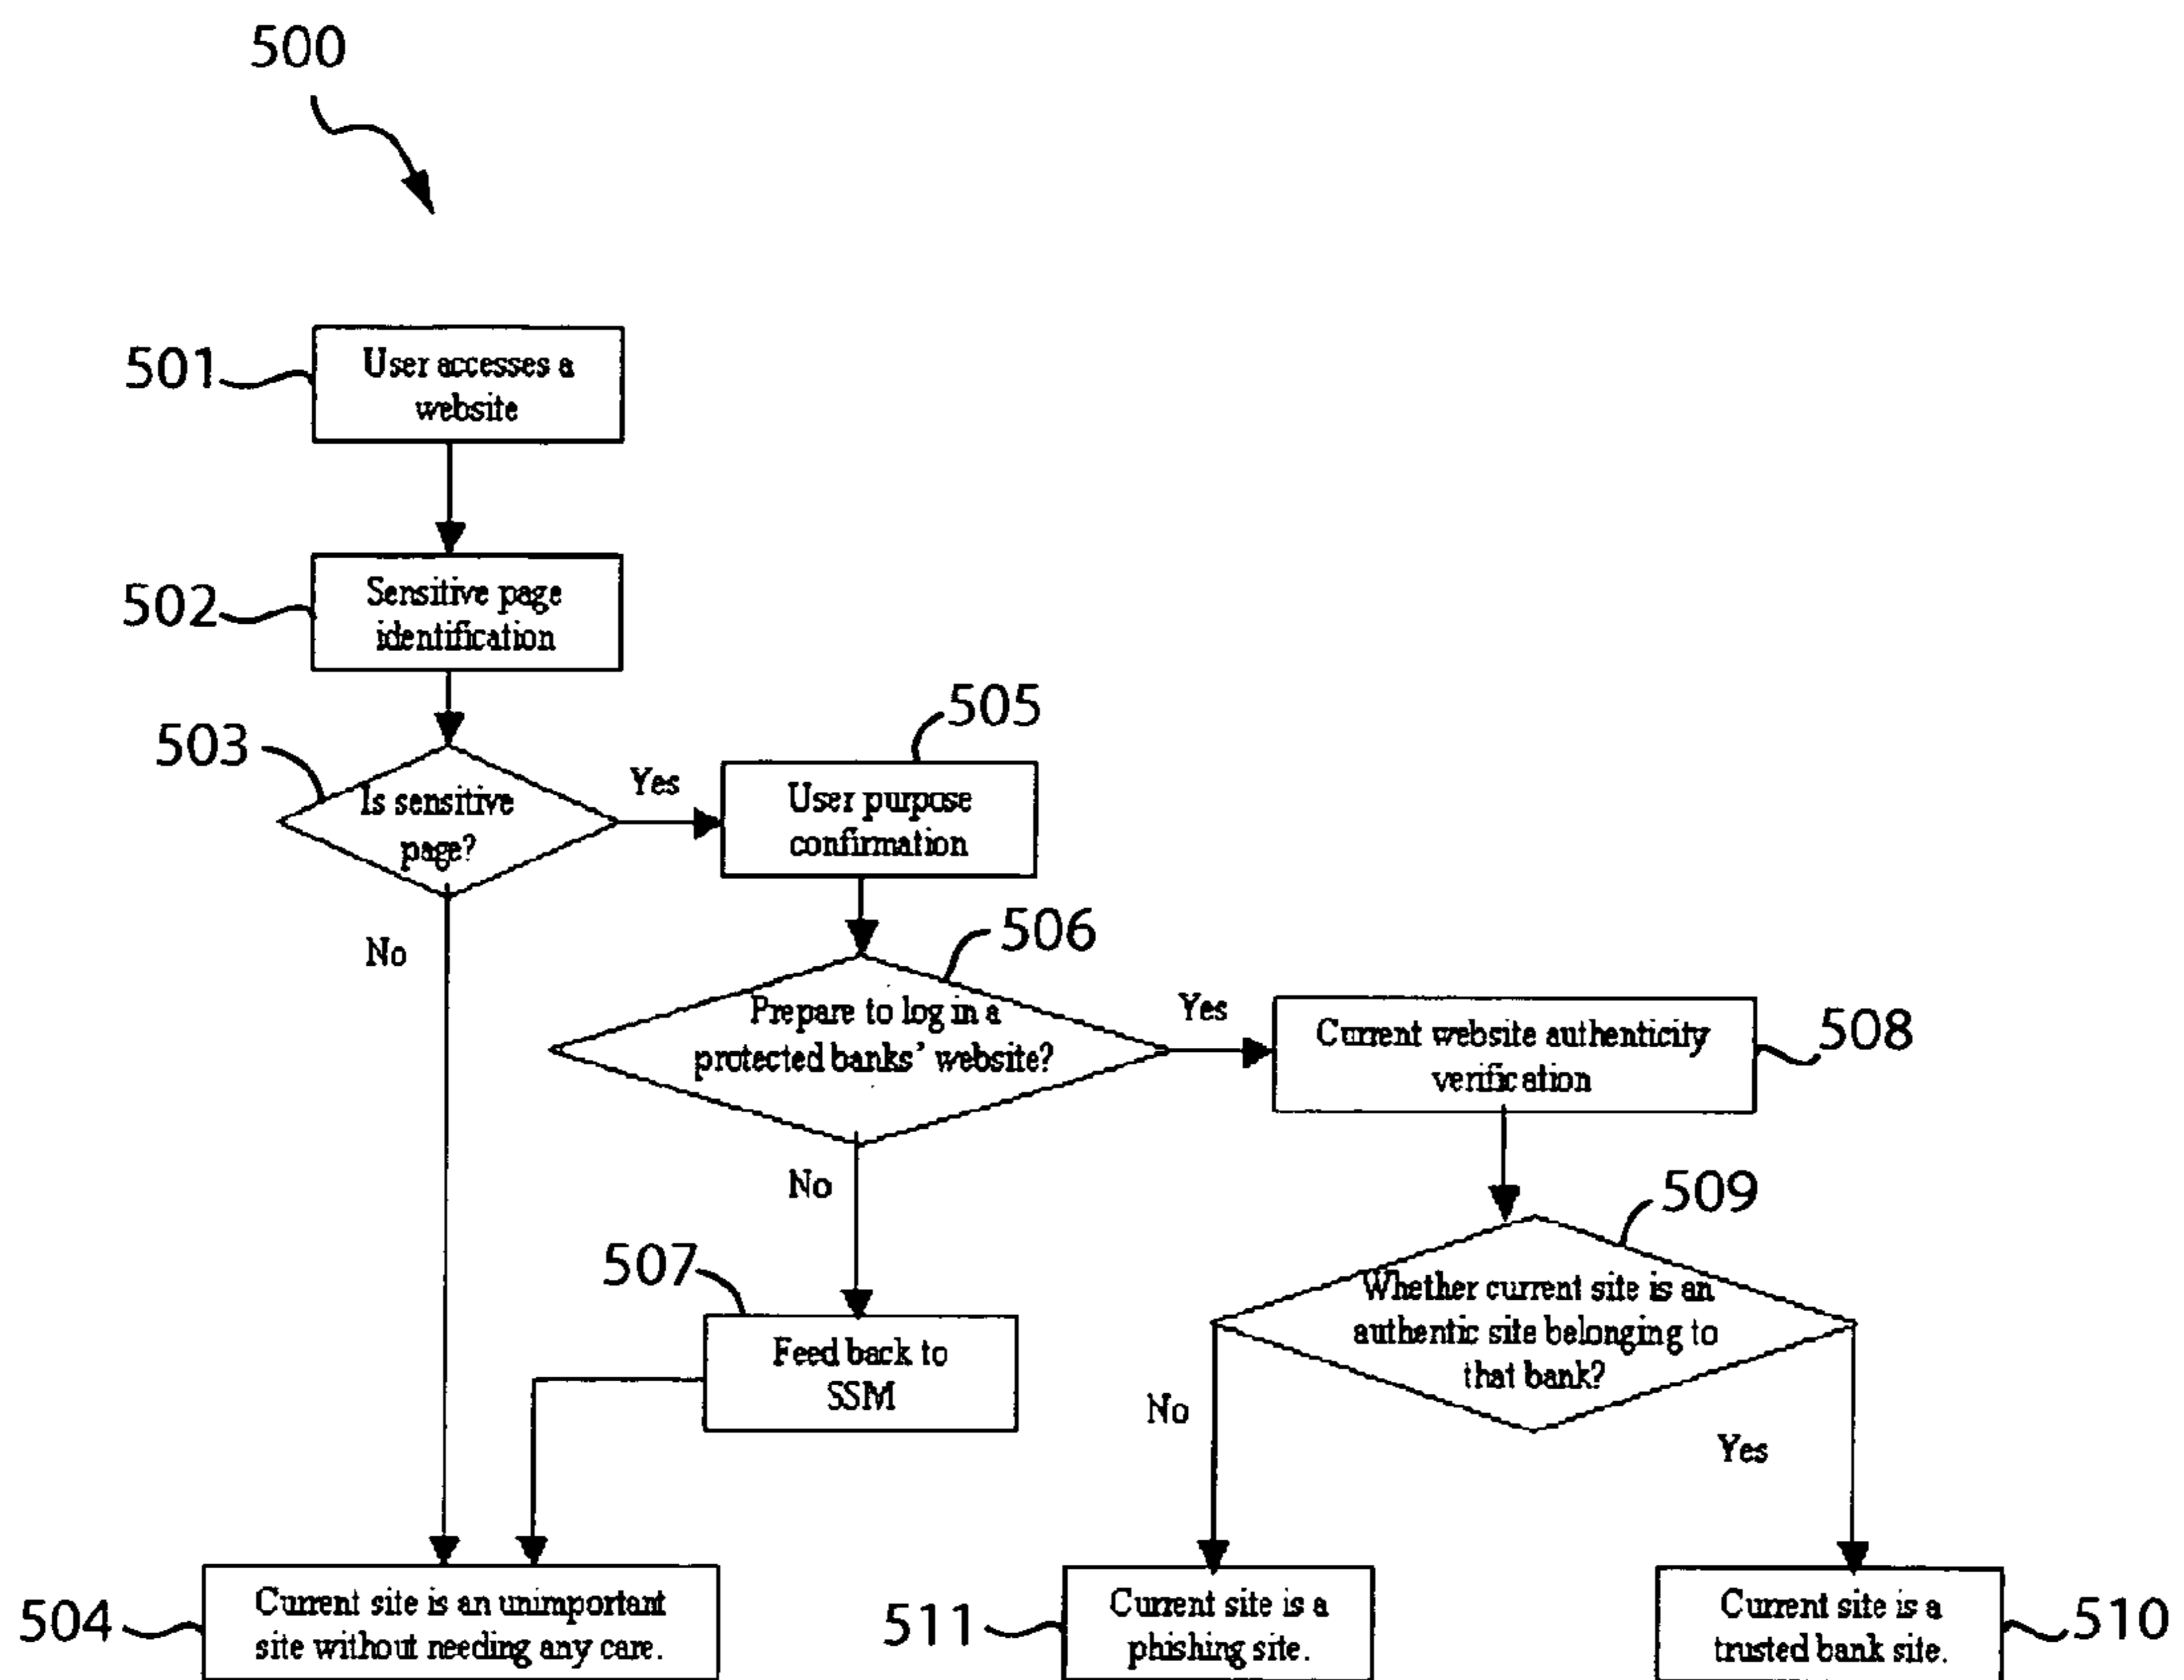 500
501
User accesses a
website
502
Sensitive page
identification
503
Is sensitive
page?
Yes
No
505
User purpose
confirmation
506
Prepare to log in a
protected banks' website?
Yes
No
508
Current website authenticity
verification
507
Feed back to
SSM
509
Whether current site is an
authentic site belonging to
that bank?
No
Yes
504
Current site is an unimportant
site without needing any care.
511
Current site is a
phishing site.
510
Current site is a
trusted bank site.